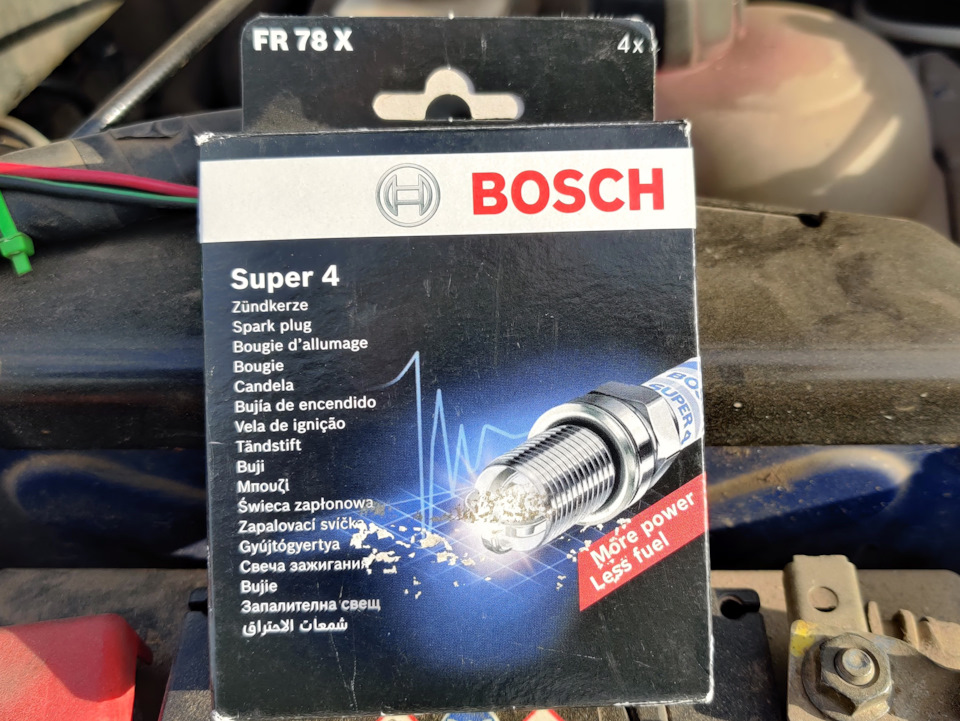 FR 78 X
4x
BOSCH
Super 4
Zündkerze
Spark plug
Bougie d'allumage
Bougie
Candela
Bujía de encendido
Vela de ignição
Tändstift
Buji
Μπουζί
Świeca zapłonowa
Zapalovací svíčka
Gyújtógyertya
Свеча зажигания
Bujie
Запалителна свещ
شمعات الاحتراق
SUPER 4
More power
Less fuel